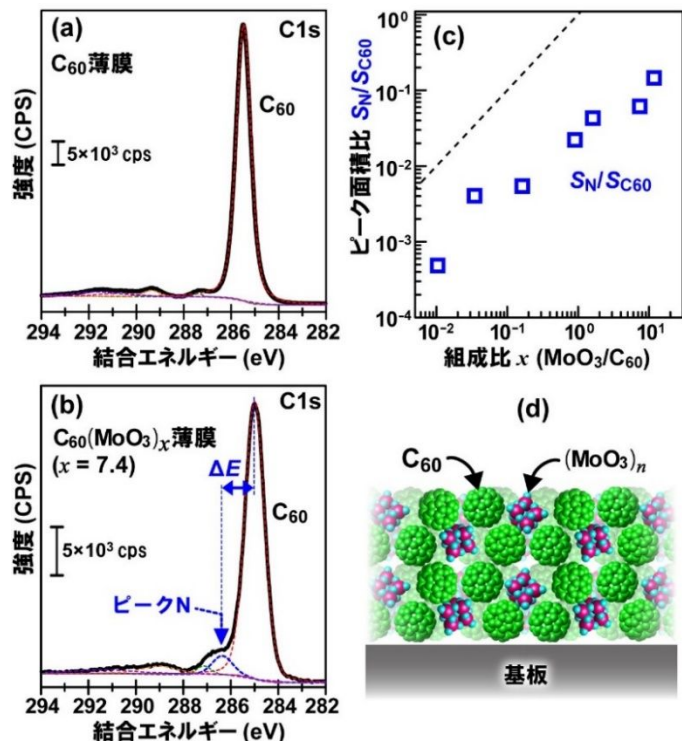 (a)
C1s
C₆₀薄膜
C₆₀
5×10³ cps
強度 (CPS)
294 292 290 288 286 284 282
結合エネルギー (eV)
(b)
C1s
C₆₀(MoO₃)ₓ薄膜
(x = 7.4)
ΔE
C₆₀
5×10³ cps
ピークN
強度 (CPS)
294 292 290 288 286 284 282
結合エネルギー (eV)
(c)
ピーク面積比 S_N/S_C60
10⁰
10⁻¹
10⁻²
10⁻³
10⁻⁴
S_N/S_C60
10⁻² 10⁻¹ 10⁰ 10¹
組成比 x (MoO₃/C₆₀)
(d)
C₆₀
(MoO₃)ₙ
基板